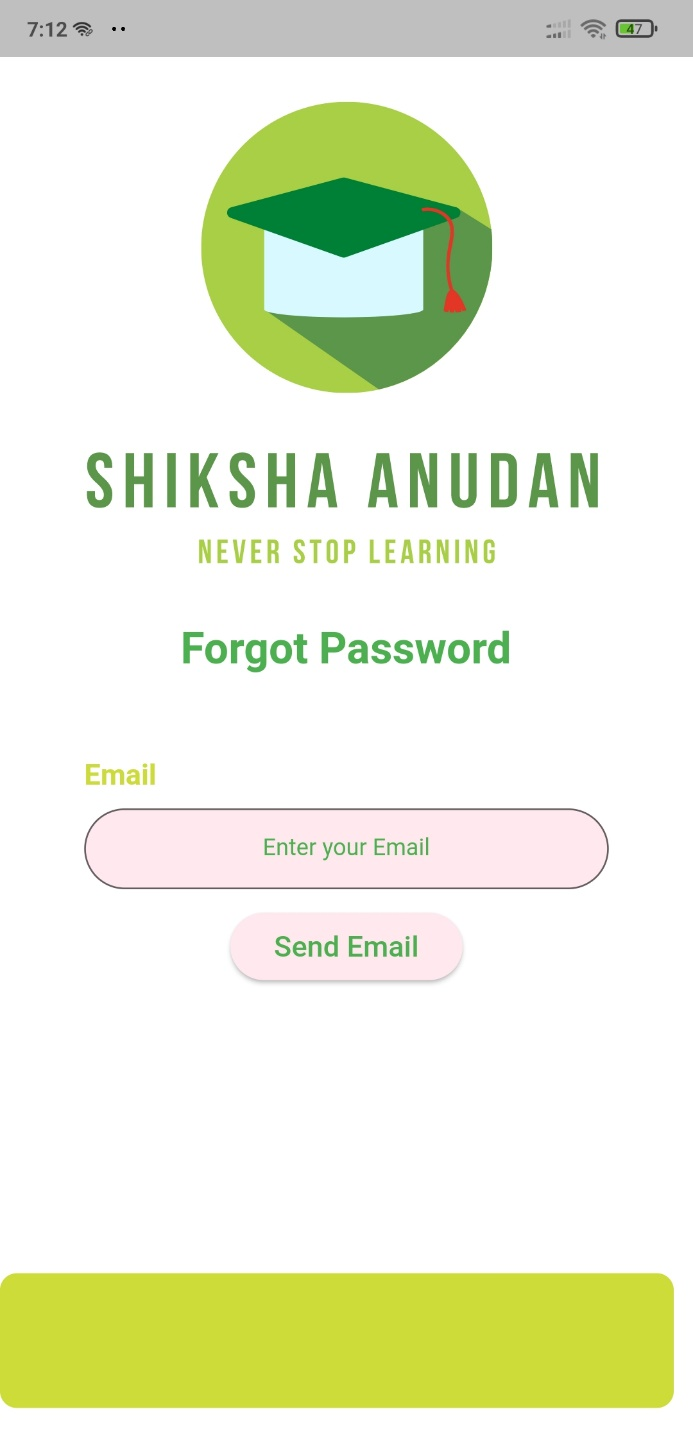 7:12
47
SHIKSHA ANUDAN
NEVER STOP LEARNING
Forgot Password
Email
Enter your Email
Send Email